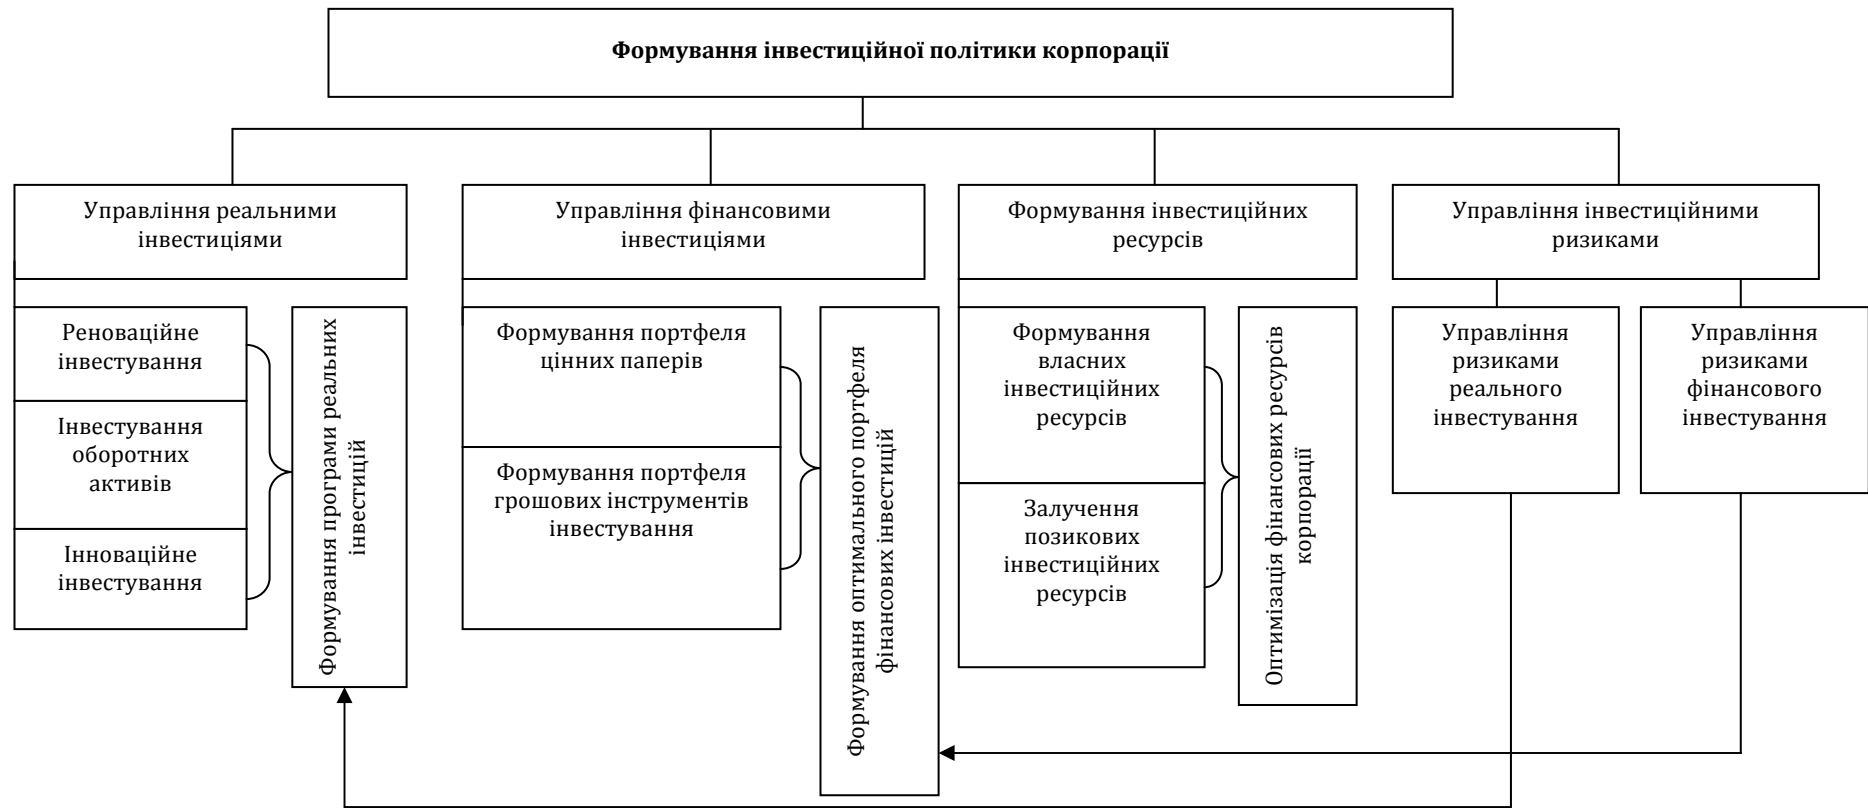 Формування інвестиційної політики корпорації
Управління реальними
інвестиціями
Управління фінансовими
інвестиціями
Формування інвестиційних
ресурсів
Управління інвестиційними
ризиками
Реноваційне
інвестування
Інвестування
оборотних
активів
Інноваційне
інвестування
Формування програми реальних
інвестицій
Формування портфеля
цінних паперів
Формування портфеля
грошових інструментів
інвестування
Формування оптимального портфеля
фінансових інвестицій
Формування
власних
інвестиційних
ресурсів
Залучення
позикових
інвестиційних
ресурсів
Оптимізація фінансових ресурсів
корпорації
Управління
ризиками
реального
інвестування
Управління
ризиками
фінансового
інвестування